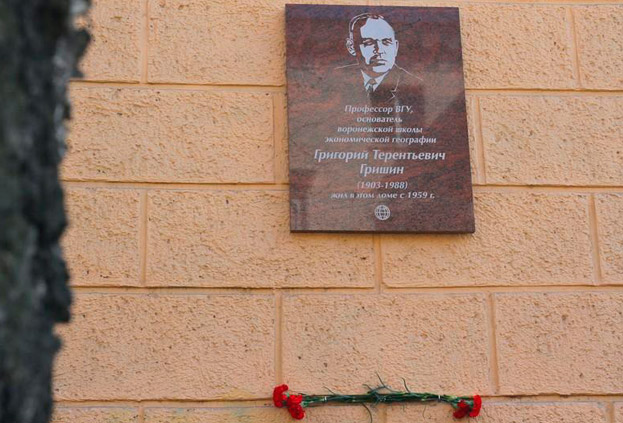 Профессор ВГУ,
основатель
воронежской школы
экономической географии
Григорий Терентьевич
Гришин
(1903-1988)
жил в этом доме с 1959 г.